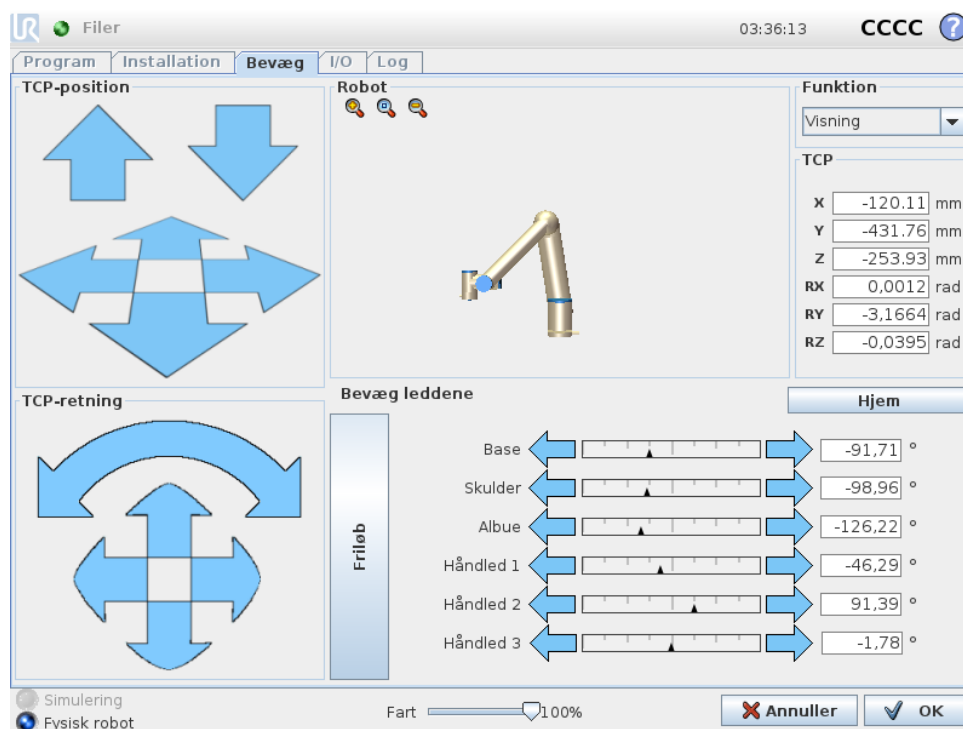 UR Filer 03:36:13 CCCC ?
Program Installation Bevæg I/O Log
TCP-position
Robot
Funktion
Visning
TCP
X -120.11 mm
Y -431.76 mm
Z -253.93 mm
RX 0,0012 rad
RY -3,1664 rad
RZ -0,0395 rad
TCP-retning
Bevæg leddene
Hjem
Friløb
Base -91,71 °
Skulder -98,96 °
Albue -126,22 °
Håndled 1 -46,29 °
Håndled 2 91,39 °
Håndled 3 -1,78 °
Simulering
Fysisk robot
Fart 100%
Annuller
OK